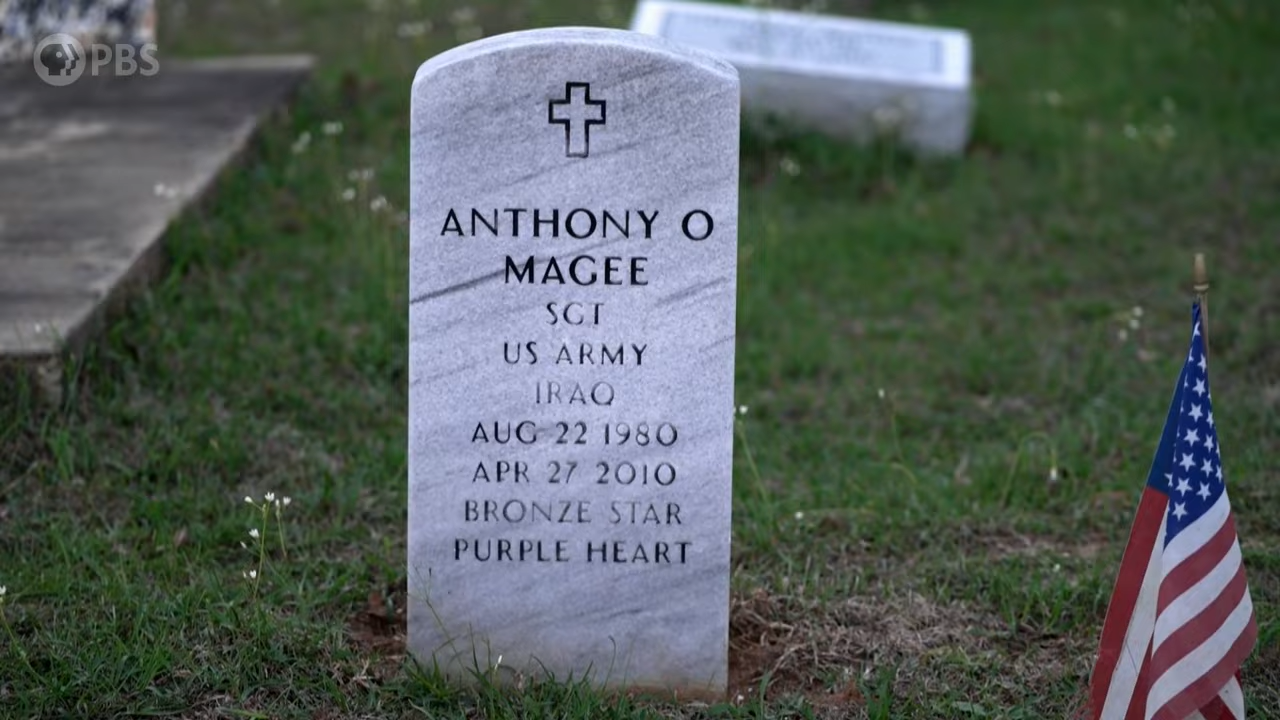 PBS
ANTHONY O
MAGEE
SGT
US ARMY
IRAQ
AUG 22 1980
APR 27 2010
BRONZE STAR
PURPLE HEART